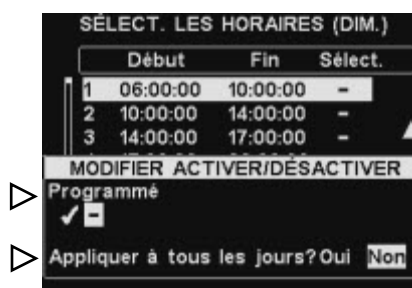 SÉLECT. LES HORAIRES (DIM.)
Début Fin Sélect.
1 06:00:00 10:00:00 -
2 10:00:00 14:00:00 -
3 14:00:00 17:00:00 -
MODIFIER ACTIVER/DÉSACTIVER
Programmé
✓ -
Appliquer à tous les jours? Oui Non